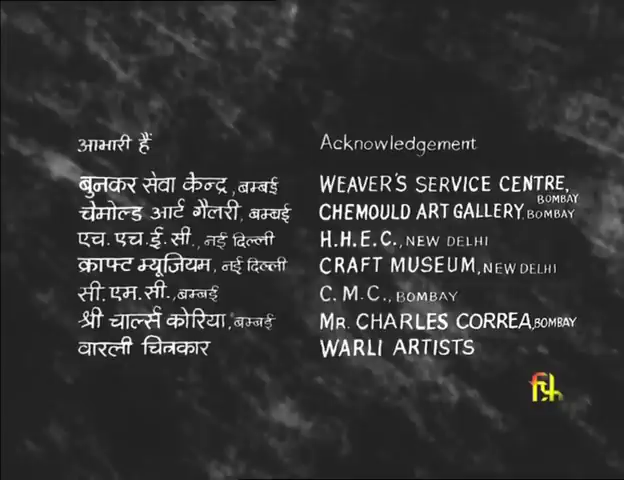 आभारी हैं
Acknowledgement
बुनकर सेवा केन्द्र, बम्बई
WEAVER'S SERVICE CENTRE, BOMBAY
चेमोल्ड आर्ट गैलरी, बम्बई
CHEMOULD ART GALLERY, BOMBAY
एच. एच. ई. सी., नई दिल्ली
H.H.E.C., NEW DELHI
क्राफ्ट म्यूजियम, नई दिल्ली
CRAFT MUSEUM, NEW DELHI
सी. एम. सी., बम्बई
C.M.C., BOMBAY
श्री चार्ल्स कोरिया, बम्बई
MR. CHARLES CORREA, BOMBAY
वारली चित्रकार
WARLI ARTISTS